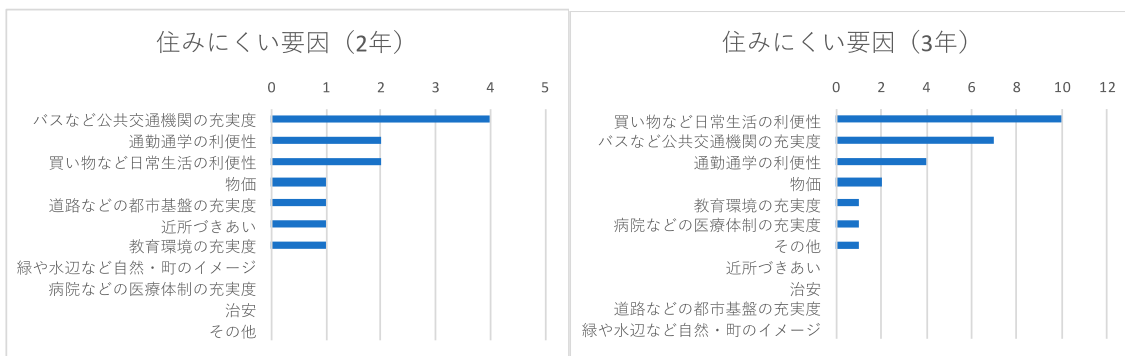 住みにくい要因（2年）
0 1 2 3 4 5
バスなど公共交通機関の充実度
通勤通学の利便性
買い物など日常生活の利便性
物価
道路などの都市基盤の充実度
近所づきあい
教育環境の充実度
緑や水辺など自然・町のイメージ
病院などの医療体制の充実度
治安
その他
住みにくい要因（3年）
0 2 4 6 8 10 12
買い物など日常生活の利便性
バスなど公共交通機関の充実度
通勤通学の利便性
物価
教育環境の充実度
病院などの医療体制の充実度
その他
近所づきあい
治安
道路などの都市基盤の充実度
緑や水辺など自然・町のイメージ